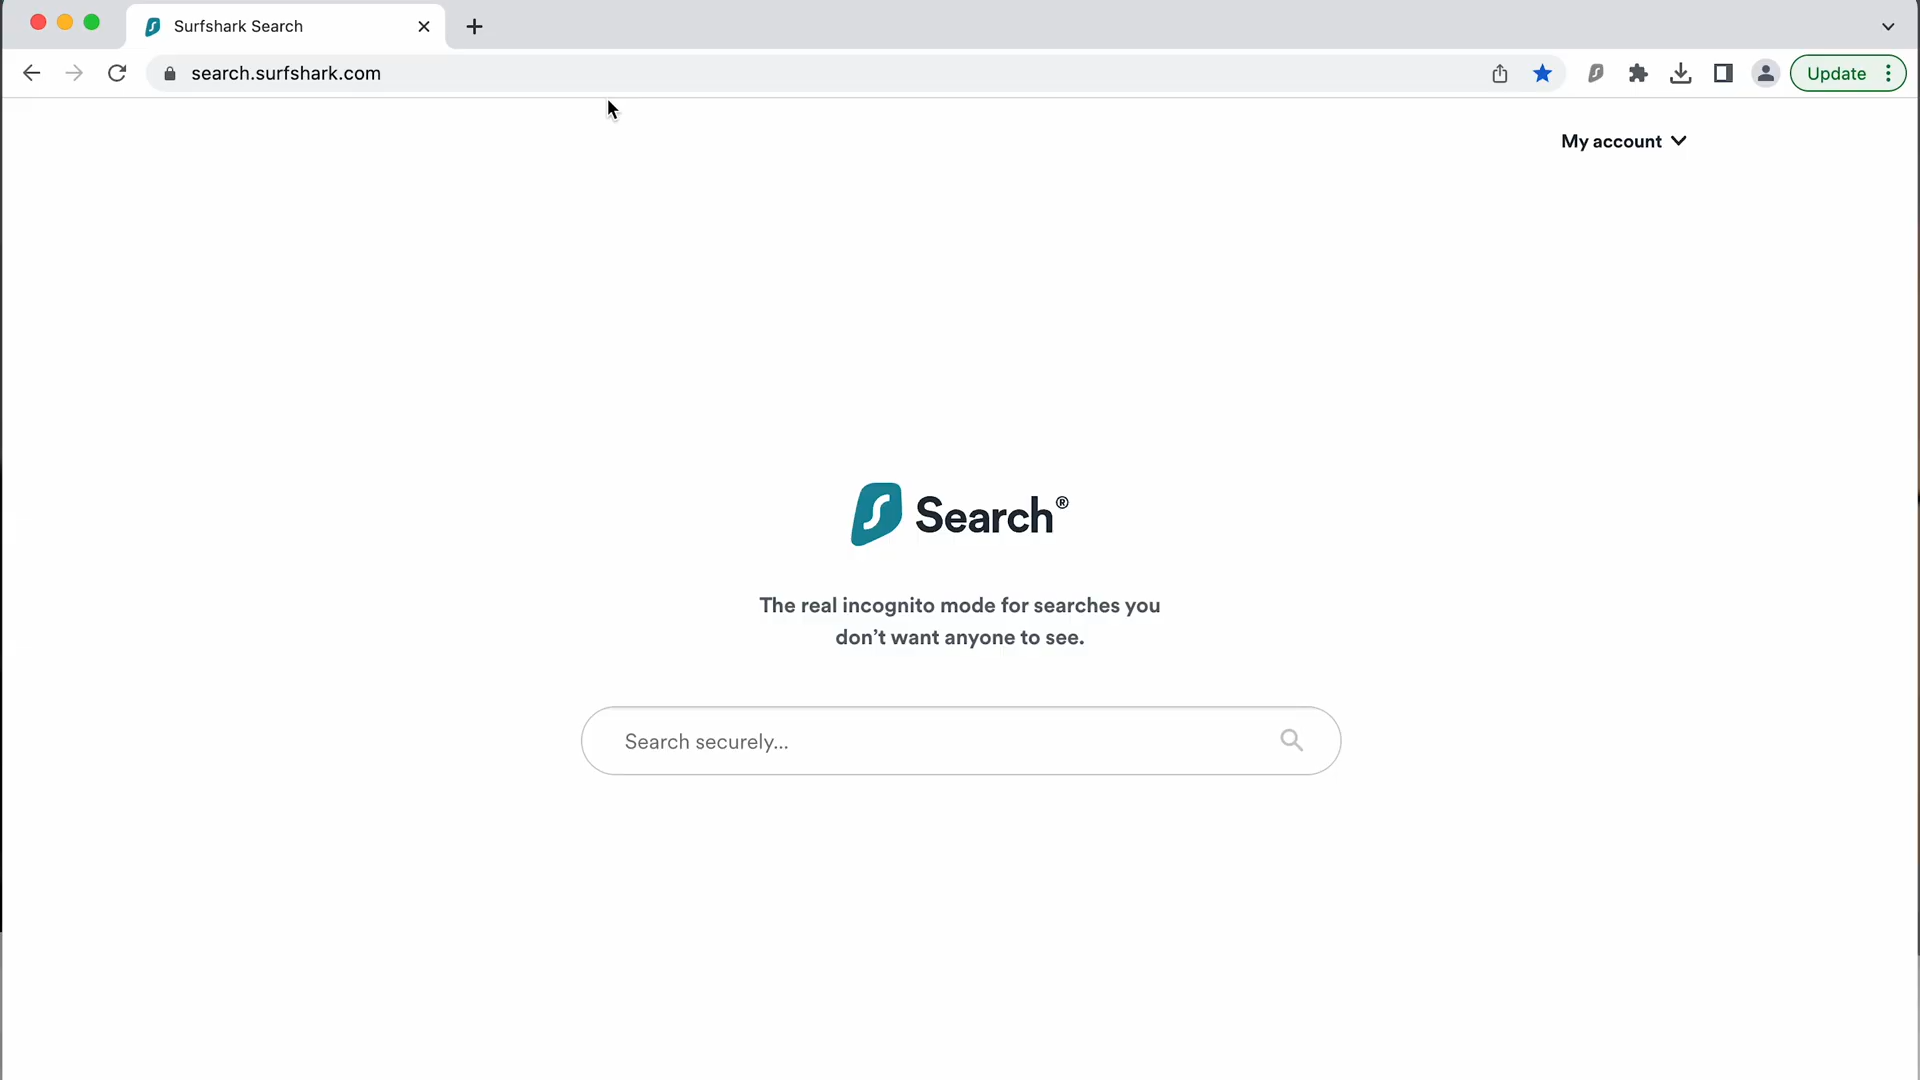 Surfshark Search
search.surfshark.com
Update
My account
Search®
The real incognito mode for searches you
don’t want anyone to see.
Search securely...